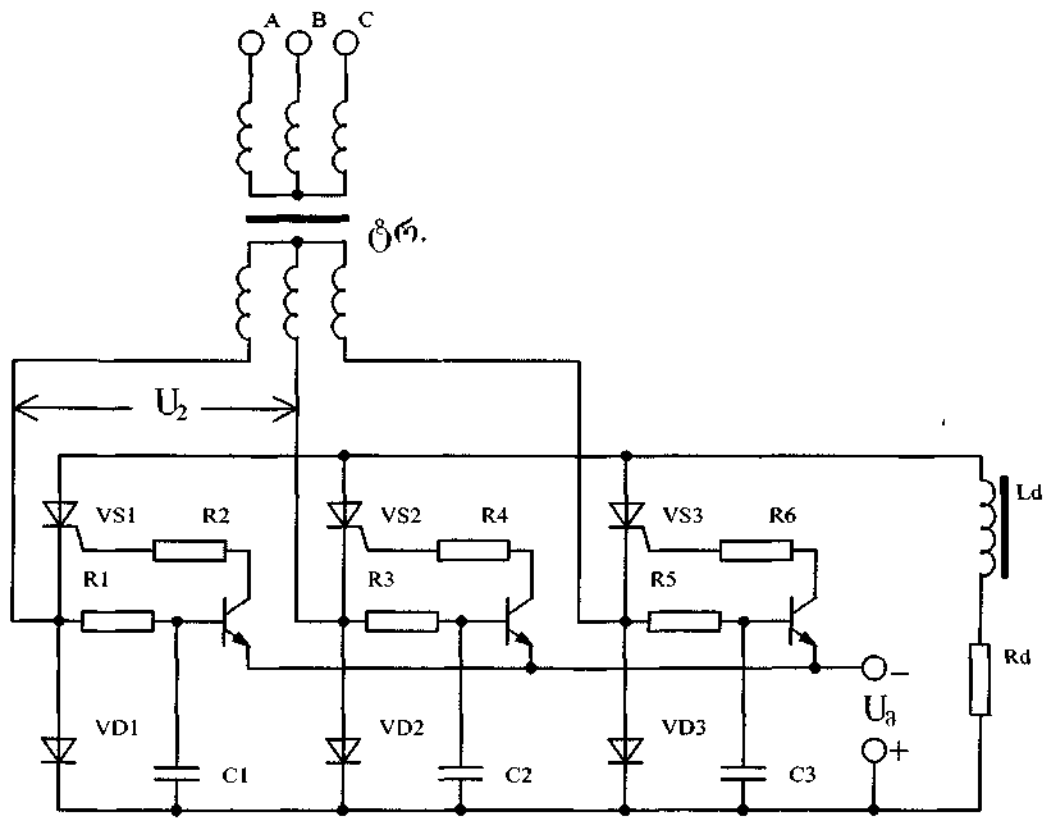 A B C
ტრ.
U2
VS1 R2 VS2 R4 VS3 R6 Ld
R1 R3 R5
Rd
−
Uმ
VD1 VD2 VD3
+
C1 C2 C3